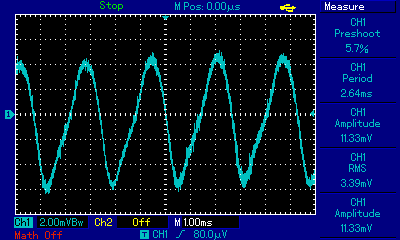 Stop M Pos: 0.00µs Measure
CH1
Preshoot
5.7%
CH1
Period
2.64ms
CH1
Amplitude
11.33mV
CH1
RMS
3.39mV
CH1
Amplitude
11.33mV
1
Ch1 2.00mVBw Ch2 Off M 1.00ms
Math Off T CH1 80.0µV